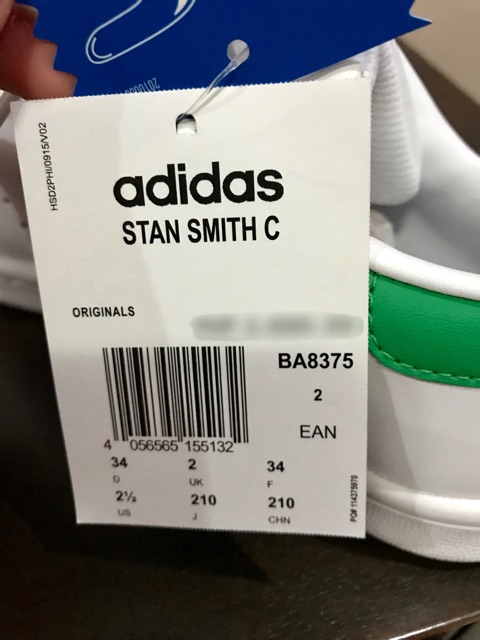 HSD2PHI/0915/V02
adidas
STAN SMITH C
ORIGINALS
BA8375
2
EAN
4 056565 155132
34 2 34
D UK F
2½ 210 210
US J CHN
PO# 114375970